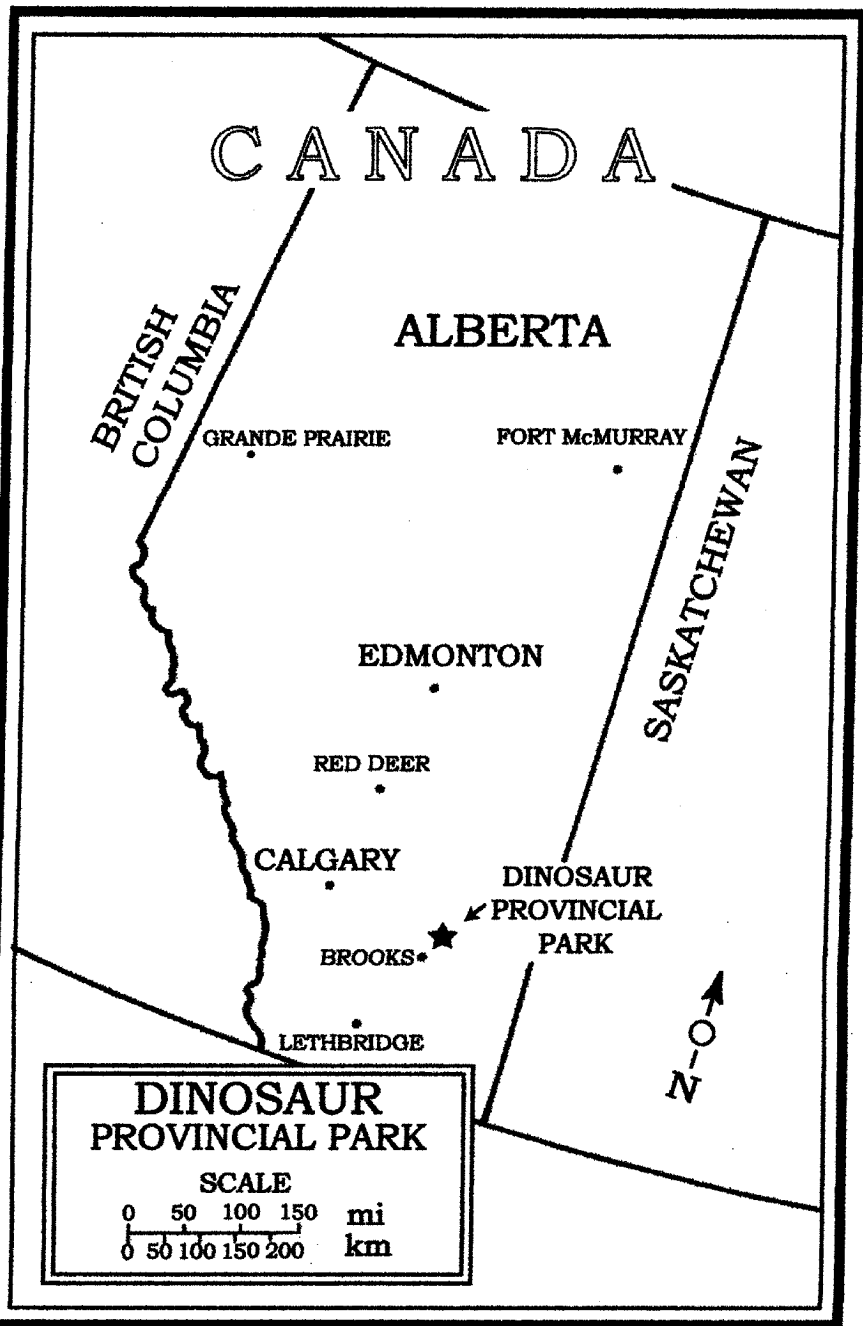 CANADA
ALBERTA
BRITISH
COLUMBIA
GRANDE PRAIRIE
FORT McMURRAY
SASKATCHEWAN
EDMONTON
RED DEER
CALGARY
DINOSAUR
PROVINCIAL
PARK
BROOKS
LETHBRIDGE
N
DINOSAUR
PROVINCIAL PARK
SCALE
0 50 100 150 mi
0 50 100 150 200 km